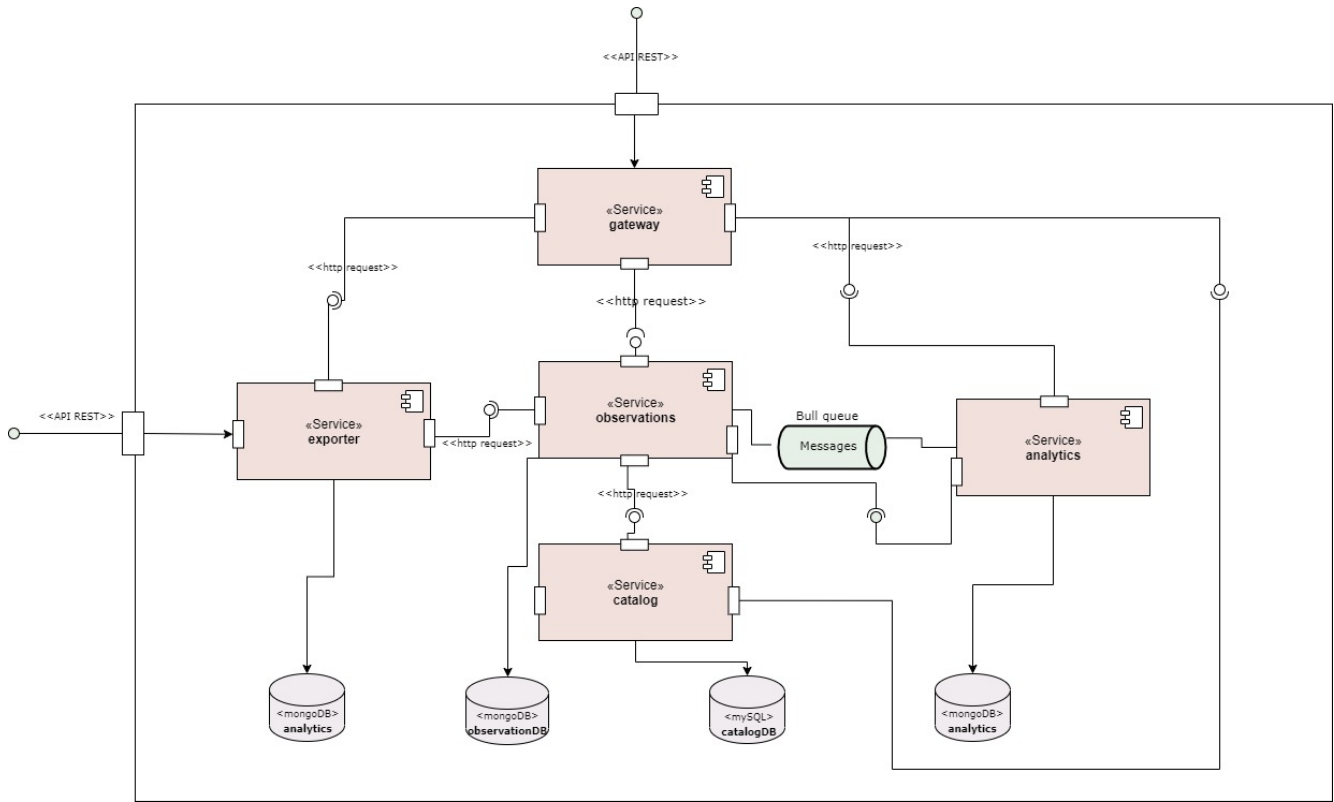 <<API REST>>
«Service»
gateway
<<http request>>
<<http request>>
<<http request>>
<<API REST>>
«Service»
exporter
<<http request>>
«Service»
observations
Bull queue
Messages
«Service»
analytics
<<http request>>
«Service»
catalog
<mongoDB>
analytics
<mongoDB>
observationDB
<mySQL>
catalogDB
<mongoDB>
analytics